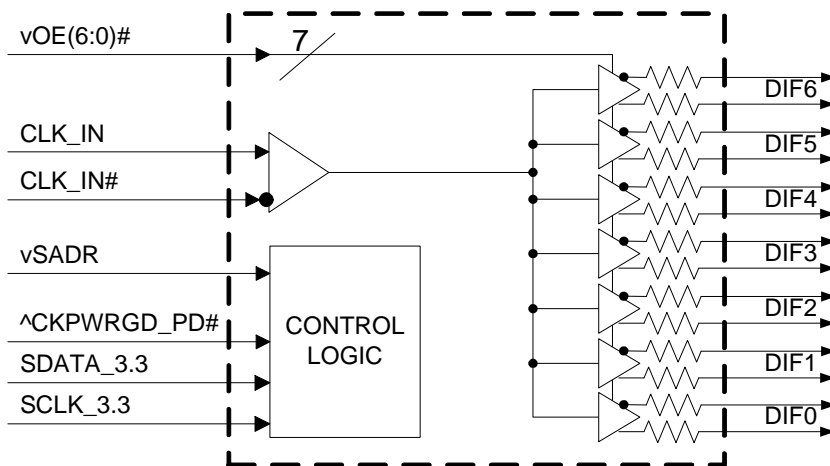 vOE(6:0)#
7
CLK_IN
CLK_IN#
vSADR
^CKPWRGD_PD#
SDATA_3.3
SCLK_3.3
CONTROL
LOGIC
DIF6
DIF5
DIF4
DIF3
DIF2
DIF1
DIF0